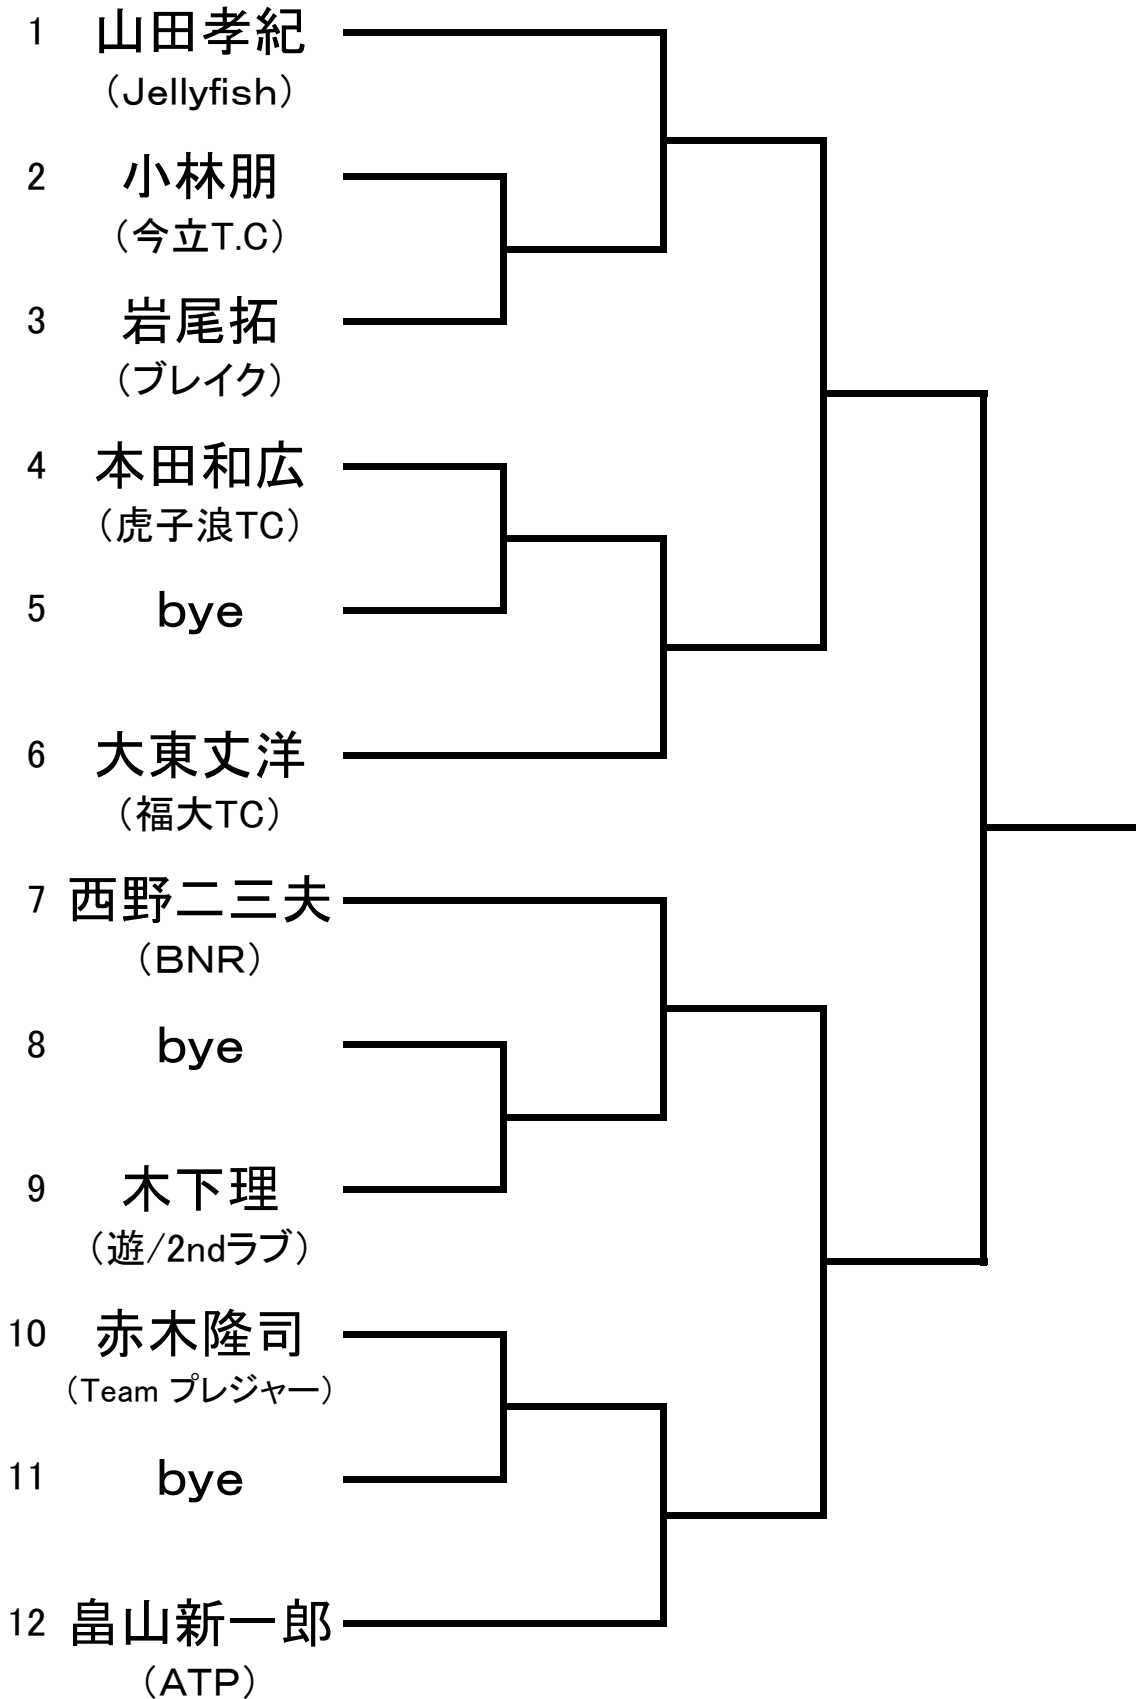 1 山田孝紀
（Jellyfish）
2 小林朋
（今立T.C）
3 岩尾拓
（ブレイク）
4 本田和広
（虎子浪TC）
5 bye
6 大東丈洋
（福大TC）
7 西野二三夫
（BNR）
8 bye
9 木下理
（遊/2ndラブ）
10 赤木隆司
（Team プレジャー）
11 bye
12 畠山新一郎
（ATP）